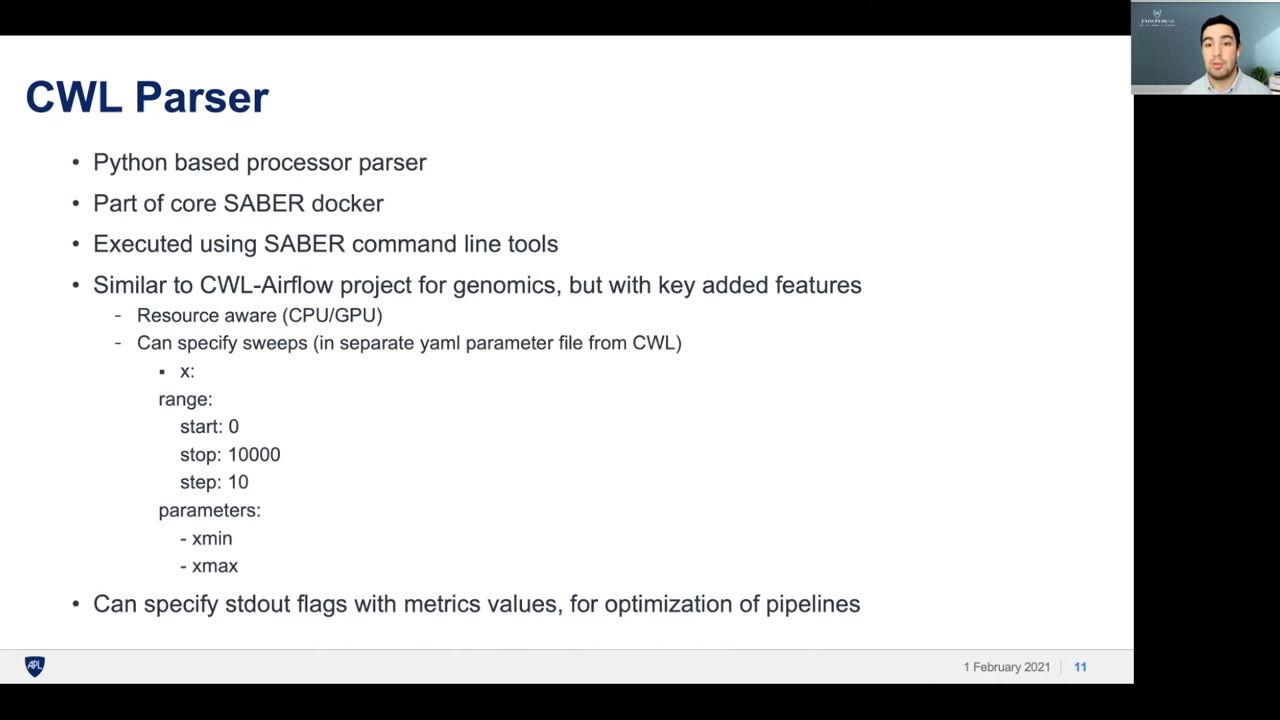 CWL Parser
• Python based processor parser
• Part of core SABER docker
• Executed using SABER command line tools
• Similar to CWL-Airflow project for genomics, but with key added features
- Resource aware (CPU/GPU)
- Can specify sweeps (in separate yaml parameter file from CWL)
▪ x:
range:
start: 0
stop: 10000
step: 10
parameters:
- xmin
- xmax
• Can specify stdout flags with metrics values, for optimization of pipelines
APL
1 February 2021 | 11